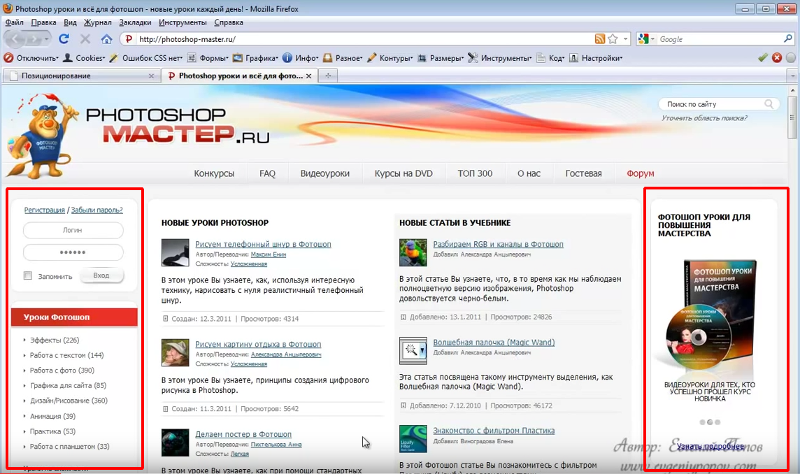 Photoshop уроки и всё для фотошоп - новые уроки каждый день! - Mozilla Firefox
Файл Правка Вид Журнал Закладки Инструменты Справка
http://photoshop-master.ru/
Google
Отключить Cookies Ошибок CSS нет Формы Графика Инфо Разное Контуры Размеры Инструменты Код Настройки
Позиционирование
Photoshop уроки и всё для фото...
PHOTOSHOP
МАСТЕР.RU
Поиск по сайту
Уточнить область поиска?
Конкурсы FAQ Видеоуроки Курсы на DVD ТОП 300 О нас Гостевая Форум
Регистрация / Забыли пароль?
Логин
••••••
Запомнить Вход
Уроки Фотошоп
Эффекты (226)
Работа с текстом (144)
Работа с фото (390)
Графика для сайта (85)
Дизайн/Рисование (360)
Анимация (39)
Практика (53)
Работа с планшетом (33)
НОВЫЕ УРОКИ PHOTOSHOP
Рисуем телефонный шнур в Фотошоп
Автор/Переводчик: Максим Енин
Сложность: Усложненная
В этом уроке Вы узнаете, как, используя интересную
технику, нарисовать с нуля реалистичный телефонный
шнур.
Создан: 12.3.2011 | Просмотров: 4314
Рисуем картину отдыха в Фотошоп
Автор/Переводчик: Александра Анциперович
Сложность: Усложненная
В этом уроке Вы узнаете, принципы создания цифрового
рисунка в Photoshop.
Создан: 11.3.2011 | Просмотров: 5642
Делаем постер в Фотошоп
Автор/Переводчик: Пихтелькова Анна
Сложность: Легкая
В этом уроке Вы узнаете, как при помощи стандартных
НОВЫЕ СТАТЬИ В УЧЕБНИКЕ
Разбираем RGB и каналы в Фотошоп
Добавил: Александра Анциперович
В этой статье Вы узнаете, что, в то время как мы наблюдаем
полноцветную версию изображения, Photoshop
довольствуется черно-белым.
Добавлено: 13.1.2011 | Просмотров: 24826
Волшебная палочка (Magic Wand)
Добавил: Александра Анциперович
Эта статья посвящена такому инструменту выделения, как
Волшебная палочка (Magic Wand).
Добавлено: 7.12.2010 | Просмотров: 46172
Знакомство с фильтром Пластика
Добавил: Виноградова Елена
В этой статье Вы познакомитесь с фильтром
ФОТОШОП УРОКИ ДЛЯ
ПОВЫШЕНИЯ
МАСТЕРСТВА
ФОТОШОП УРОКИ
ДЛЯ ПОВЫШЕНИЯ
МАСТЕРСТВА
ВИДЕОУРОКИ ДЛЯ ТЕХ, КТО
УСПЕШНО ПРОШЕЛ КУРС
НОВИЧКА
Узнать подробнее
Автор: Евгений Попов
www.evgeniypopov.com